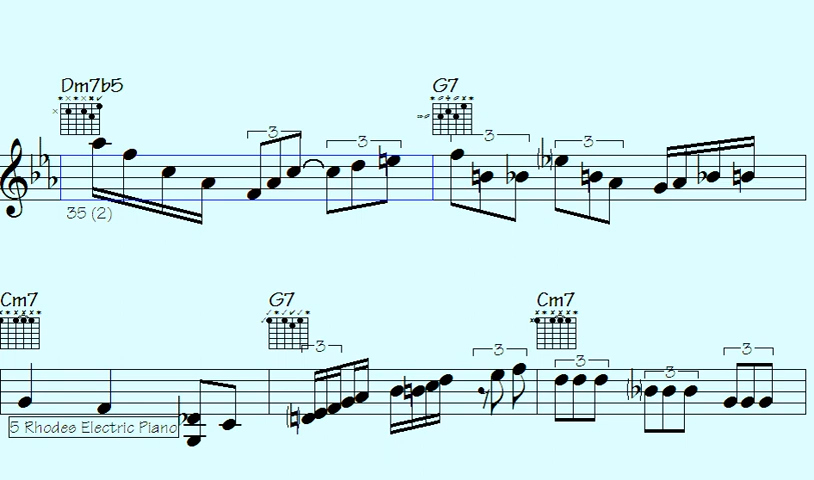 Dm7b5 G7
3 3 3 3
35 (2)
Cm7 G7 Cm7
3 3 3 3 3
5 Rhodes Electric Piano